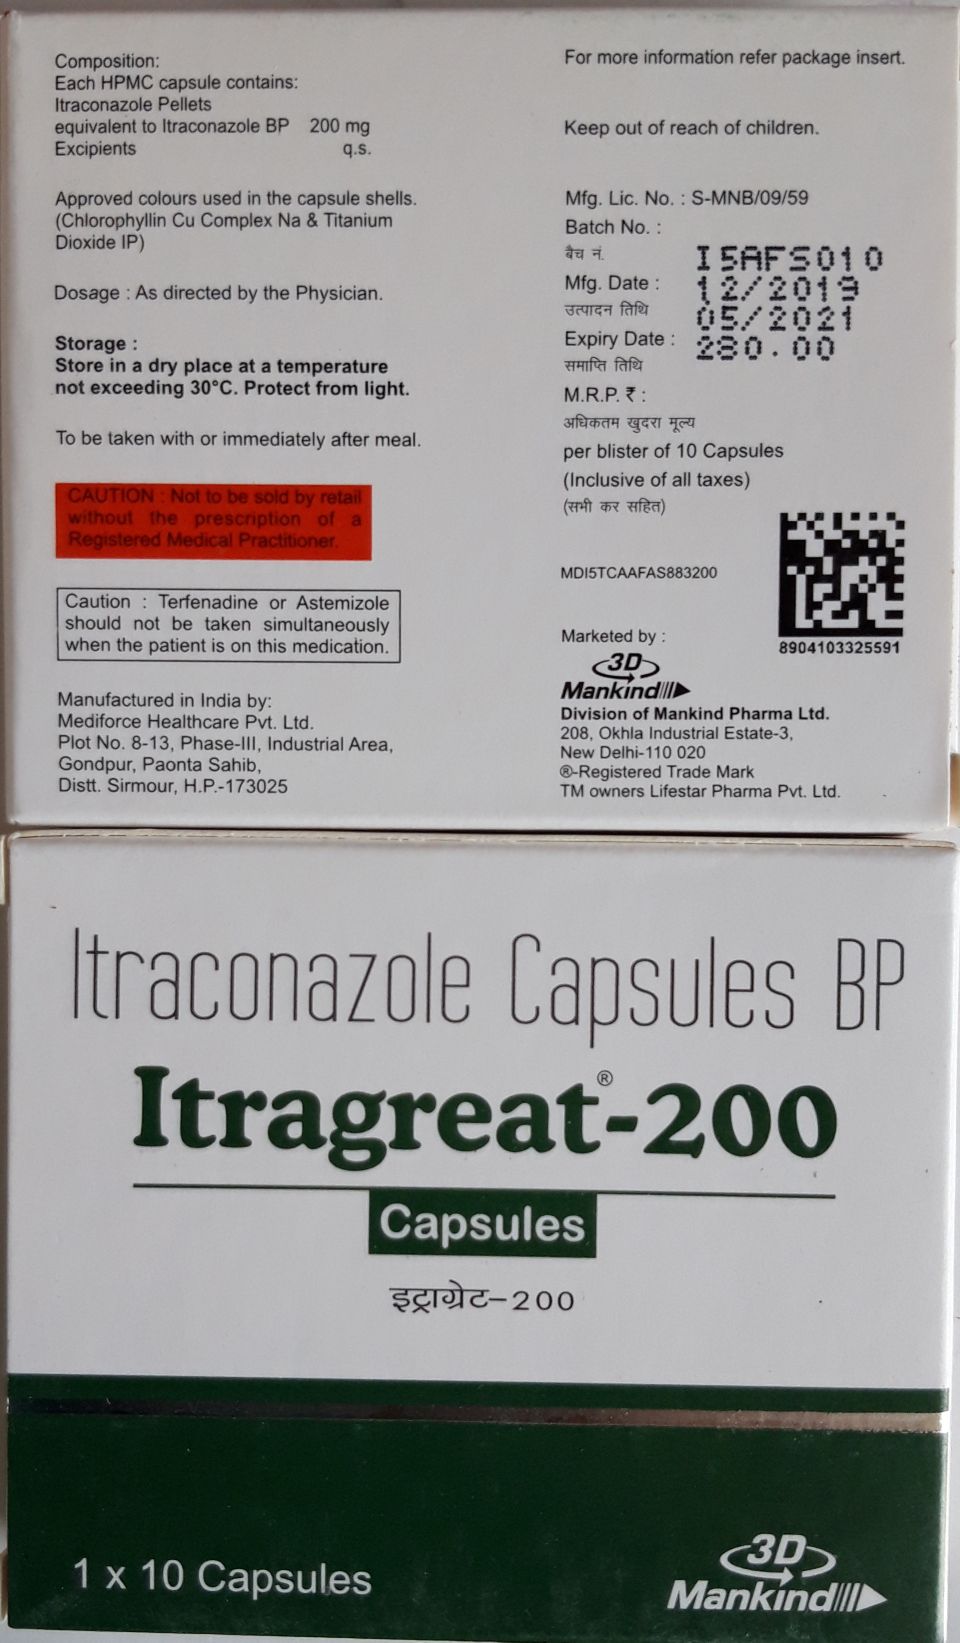 Composition:
Each HPMC capsule contains:
Itraconazole Pellets
equivalent to Itraconazole BP 200 mg
Excipients q.s.
Approved colours used in the capsule shells.
(Chlorophyllin Cu Complex Na & Titanium
Dioxide IP)
Dosage : As directed by the Physician.
Storage :
Store in a dry place at a temperature
not exceeding 30°C. Protect from light.
To be taken with or immediately after meal.
CAUTION : Not to be sold by retail
without the prescription of a
Registered Medical Practitioner.
Caution : Terfenadine or Astemizole
should not be taken simultaneously
when the patient is on this medication.
Manufactured in India by:
Mediforce Healthcare Pvt. Ltd.
Plot No. 8-13, Phase-III, Industrial Area,
Gondpur, Paonta Sahib,
Distt. Sirmour, H.P.-173025
For more information refer package insert.
Keep out of reach of children.
Mfg. Lic. No. : S-MNB/09/59
Batch No. :
बैच नं.
I5AFS010
Mfg. Date :
12/2019
उत्पादन तिथि
05/2021
Expiry Date :
280.00
समाप्ति तिथि
M.R.P. ₹ :
अधिकतम खुदरा मूल्य
per blister of 10 Capsules
(Inclusive of all taxes)
(सभी कर सहित)
MDI5TCAAFAS883200
8904103325591
Marketed by :
3D
Mankind
Division of Mankind Pharma Ltd.
208, Okhla Industrial Estate-3,
New Delhi-110 020
®-Registered Trade Mark
TM owners Lifestar Pharma Pvt. Ltd.
Itraconazole Capsules BP
Itragreat®-200
Capsules
इट्राग्रेट-200
1 x 10 Capsules
3D
Mankind